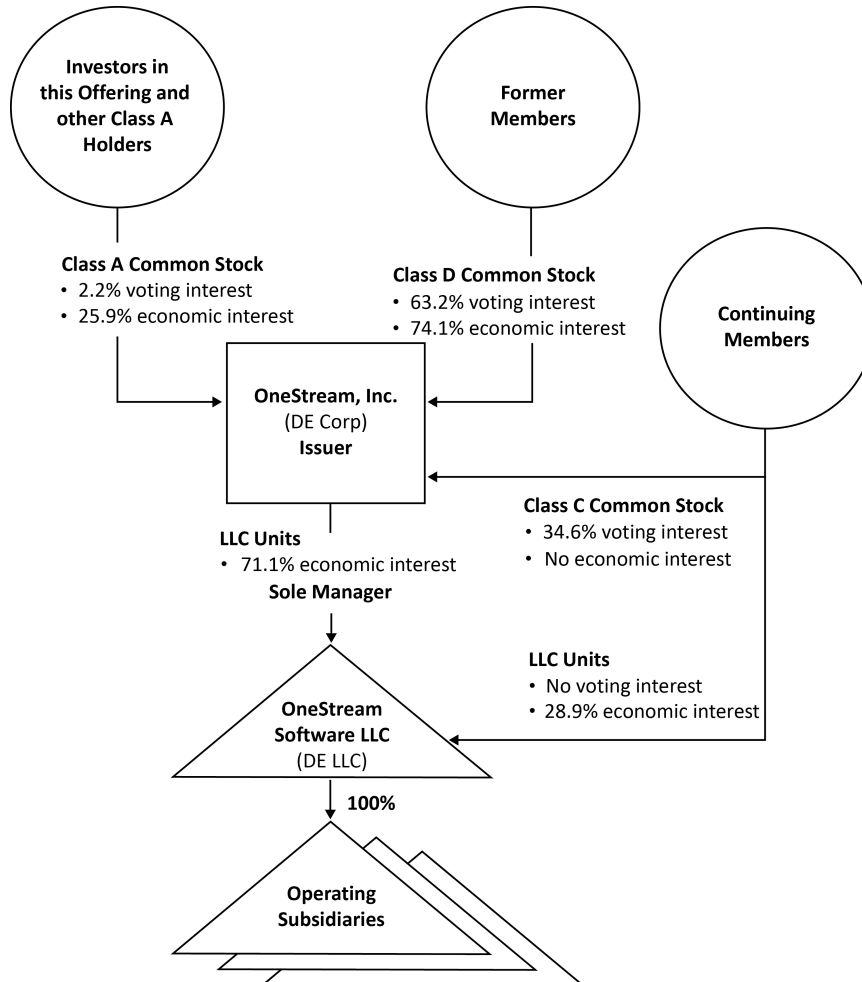 Investors in
this Offering and
other Class A
Holders
Former
Members
Class A Common Stock
• 2.2% voting interest
• 25.9% economic interest
Class D Common Stock
• 63.2% voting interest
• 74.1% economic interest
Continuing
Members
OneStream, Inc.
(DE Corp)
Issuer
Class C Common Stock
• 34.6% voting interest
• No economic interest
LLC Units
• 71.1% economic interest
Sole Manager
LLC Units
• No voting interest
• 28.9% economic interest
OneStream
Software LLC
(DE LLC)
100%
Operating
Subsidiaries